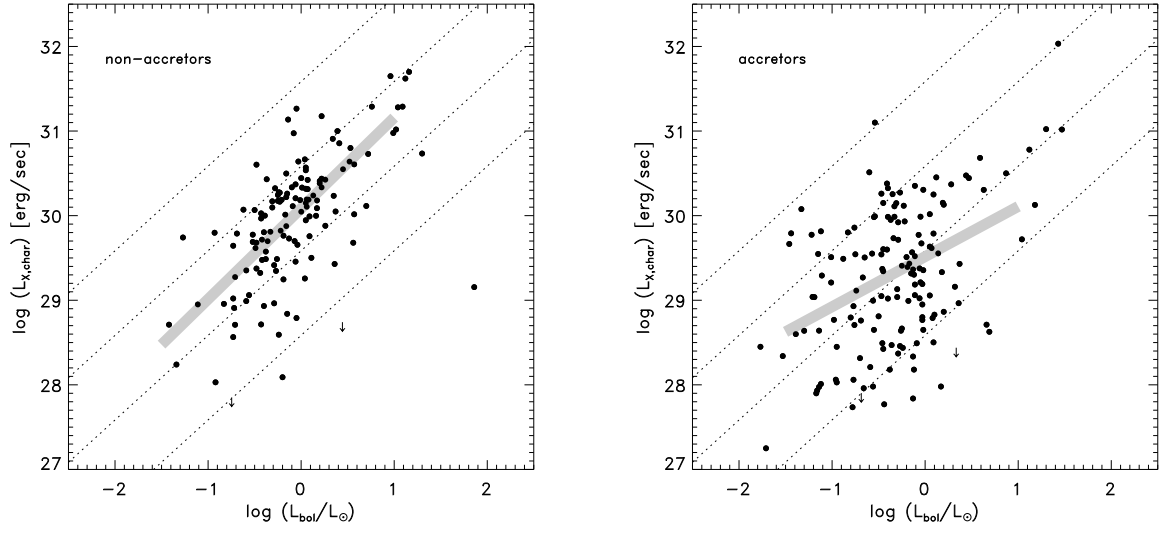 non-accretors
32
31
30
29
28
27
log (L_X,char) [erg/sec]
-2 -1 0 1 2
log (L_bol/L_⊙)
accretors
32
31
30
29
28
27
log (L_X,char) [erg/sec]
-2 -1 0 1 2
log (L_bol/L_⊙)